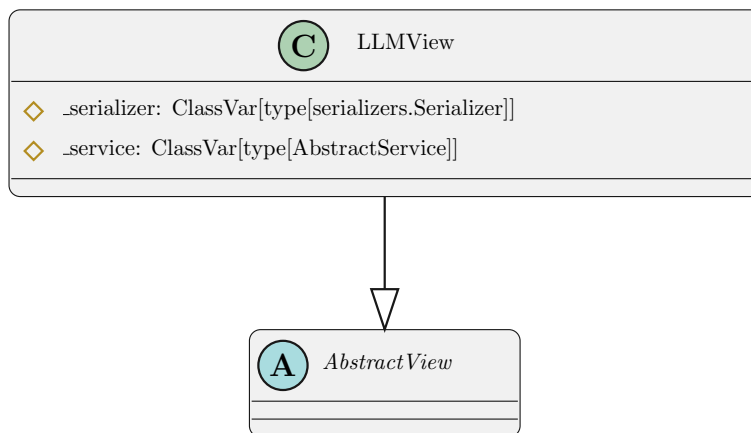 C LLMView
_serializer: ClassVar[type[serializers.Serializer]]
_service: ClassVar[type[AbstractService]]
A AbstractView